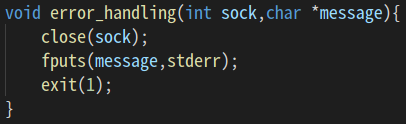 void error_handling(int sock,char *message){
    close(sock);
    fputs(message,stderr);
    exit(1);
}